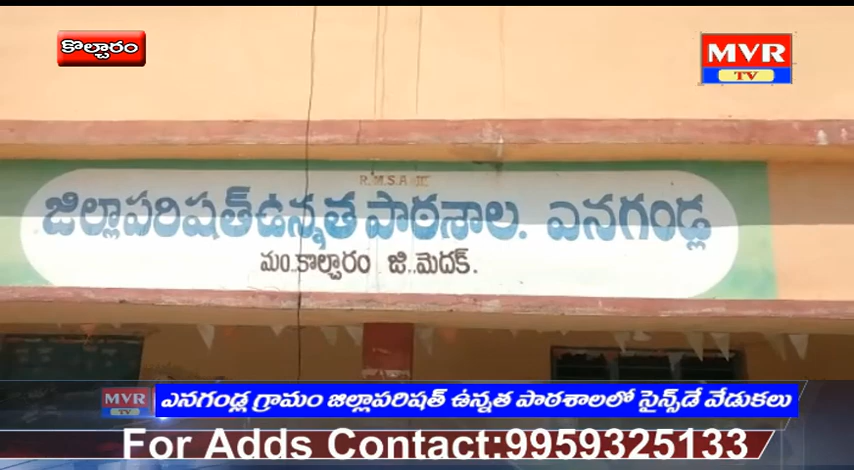 కొల్చారం
MVR
TV
R.M.S.A
జిల్లాపరిషత్ఉన్నత పాఠశాల. ఎనగండ్ల
మం..కొల్చారం జి..మెదక్.
MVR
TV
ఎనగండ్ల గ్రామం జిల్లాపరిషత్ ఉన్నత పాఠశాలలో సైన్స్‌డే వేడుకలు
For Adds Contact:9959325133